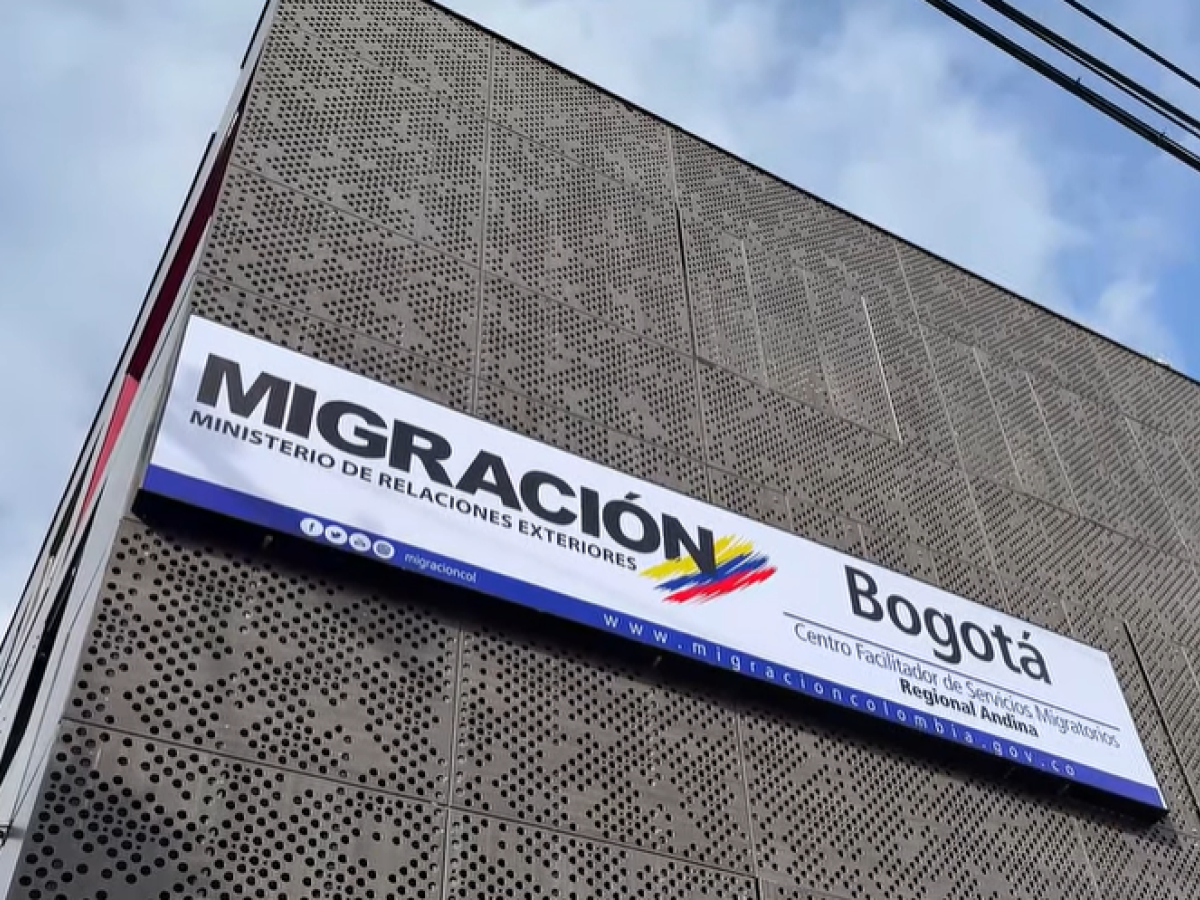 MIGRACIÓN
MINISTERIO DE RELACIONES EXTERIORES
migracioncol
www.migracioncolombia.gov.co
Bogotá
Centro Facilitador de Servicios Migratorios
Regional Andina